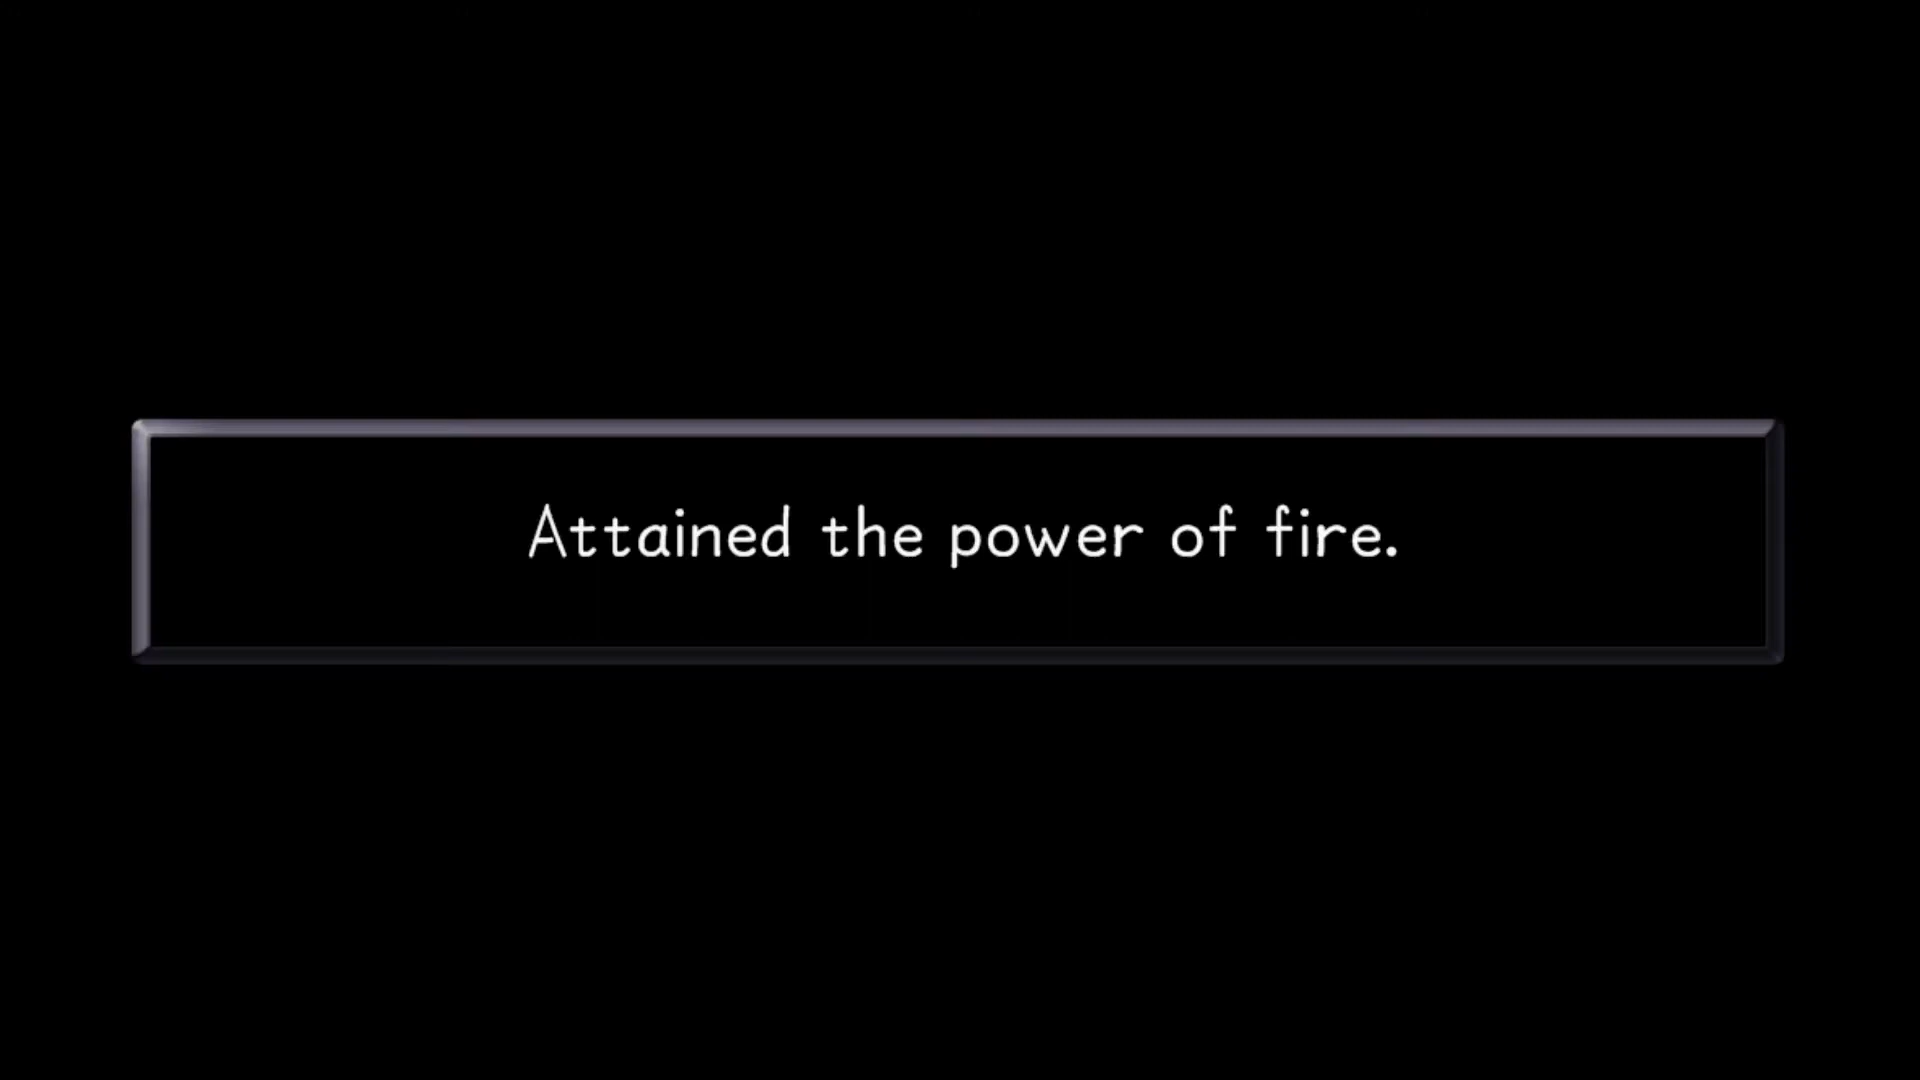 Attained the power of fire.